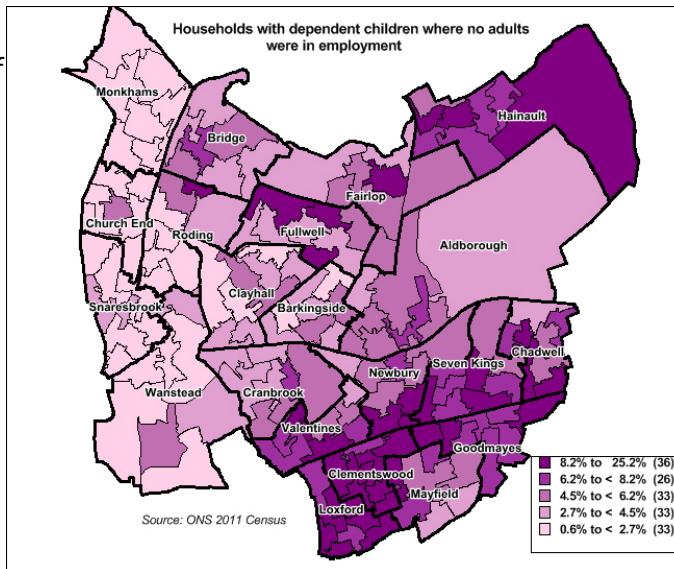 Households with dependent children where no adults
were in employment
f
Monkhams
Bridge
Hainault
Fairlop
Church End
Roding
Fullwell
Aldborough
Snaresbrook
Clayhall
Barkingside
Wanstead
Cranbrook
Newbury
Seven Kings
Chadwell
Valentines
Goodmayes
Clementswood
Mayfield
Loxford
8.2% to 25.2% (36)
6.2% to < 8.2% (26)
4.5% to < 6.2% (33)
2.7% to < 4.5% (33)
0.6% to < 2.7% (33)
Source: ONS 2011 Census